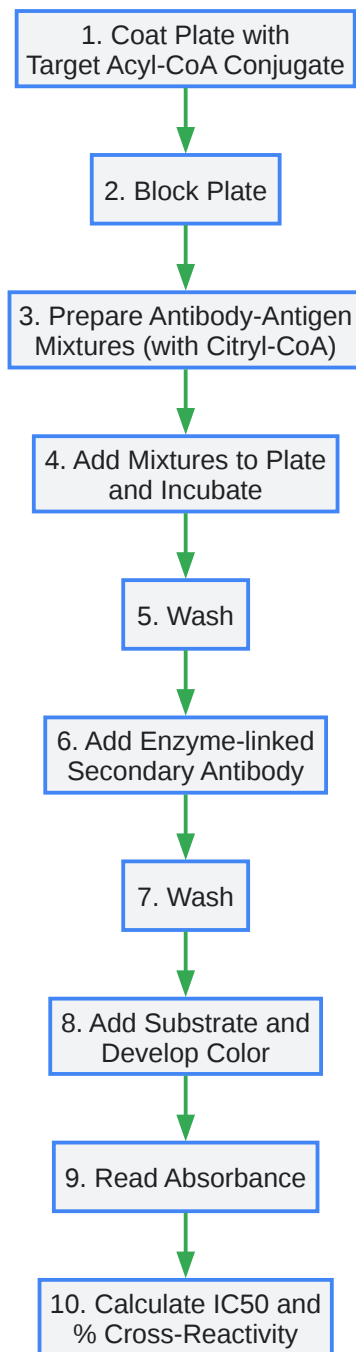 1. Coat Plate with
Target Acyl-CoA Conjugate
2. Block Plate
3. Prepare Antibody-Antigen
Mixtures (with Citryl-CoA)
4. Add Mixtures to Plate
and Incubate
5. Wash
6. Add Enzyme-linked
Secondary Antibody
7. Wash
8. Add Substrate and
Develop Color
9. Read Absorbance
10. Calculate IC50 and
% Cross-Reactivity